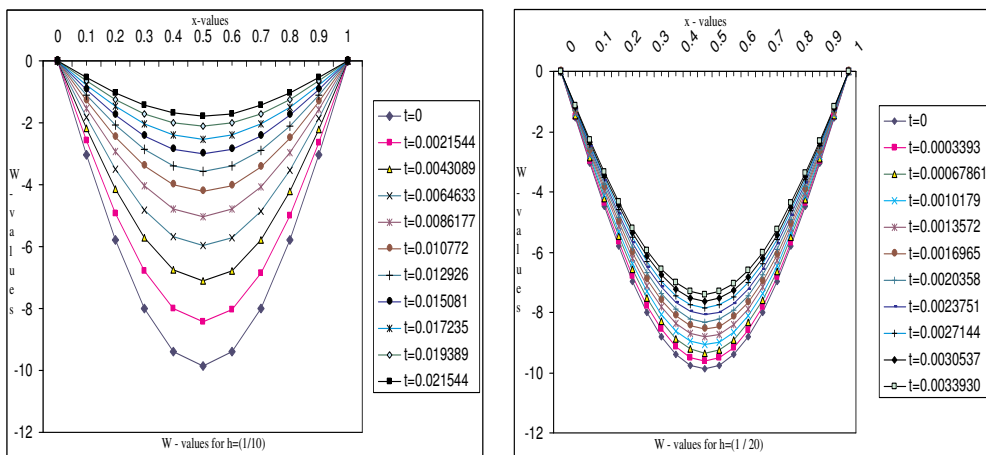 x-values
0 0.1 0.2 0.3 0.4 0.5 0.6 0.7 0.8 0.9 1
0
-2
-4
-6
-8
-10
-12
W - values
t=0
t=0.0021544
t=0.0043089
t=0.0064633
t=0.0086177
t=0.010772
t=0.012926
t=0.015081
t=0.017235
t=0.019389
t=0.021544
W - values for h=(1/10)
x - values
0 0.1 0.2 0.3 0.4 0.5 0.6 0.7 0.8 0.9 1
0
-2
-4
-6
-8
-10
-12
W - values
t=0
t=0.0003393
t=0.00067861
t=0.0010179
t=0.0013572
t=0.0016965
t=0.0020358
t=0.0023751
t=0.0027144
t=0.0030537
t=0.0033930
W - values for h=(1 / 20)